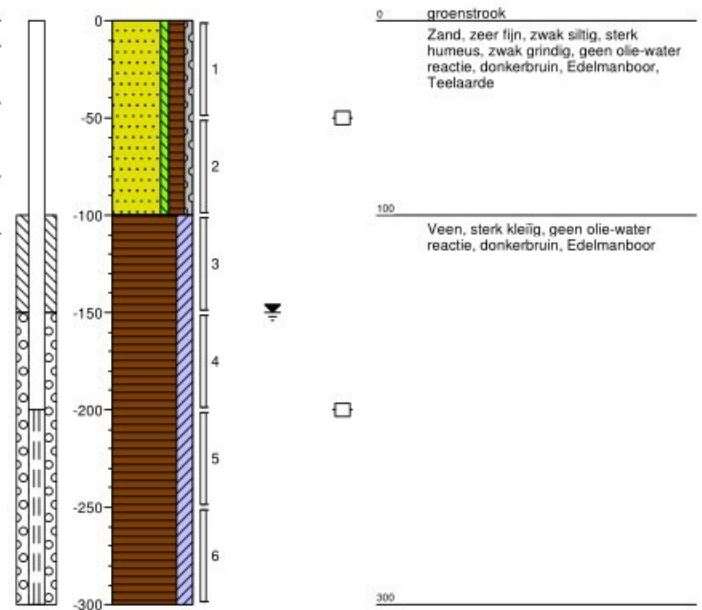 0
-50
-100
-150
-200
-250
-300
1
2
3
4
5
6
0 groenstrook
Zand, zeer fijn, zwak siltig, sterk
humeus, zwak grindig, geen olie-water
reactie, donkerbruin, Edelmanboor,
Teelaarde
100
Veen, sterk kleiïg, geen olie-water
reactie, donkerbruin, Edelmanboor
300